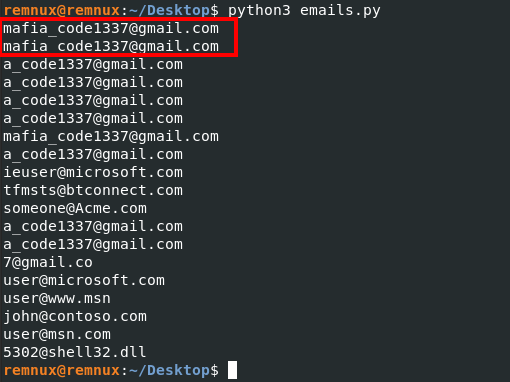 remnux@remnux:~/Desktop$ python3 emails.py
mafia_code1337@gmail.com
mafia_code1337@gmail.com
a_code1337@gmail.com
a_code1337@gmail.com
a_code1337@gmail.com
a_code1337@gmail.com
mafia_code1337@gmail.com
a_code1337@gmail.com
ieuser@microsoft.com
tfmsts@btconnect.com
someone@Acme.com
a_code1337@gmail.com
a_code1337@gmail.com
7@gmail.co
user@microsoft.com
user@www.msn
john@contoso.com
user@msn.com
5302@shell32.dll
remnux@remnux:~/Desktop$